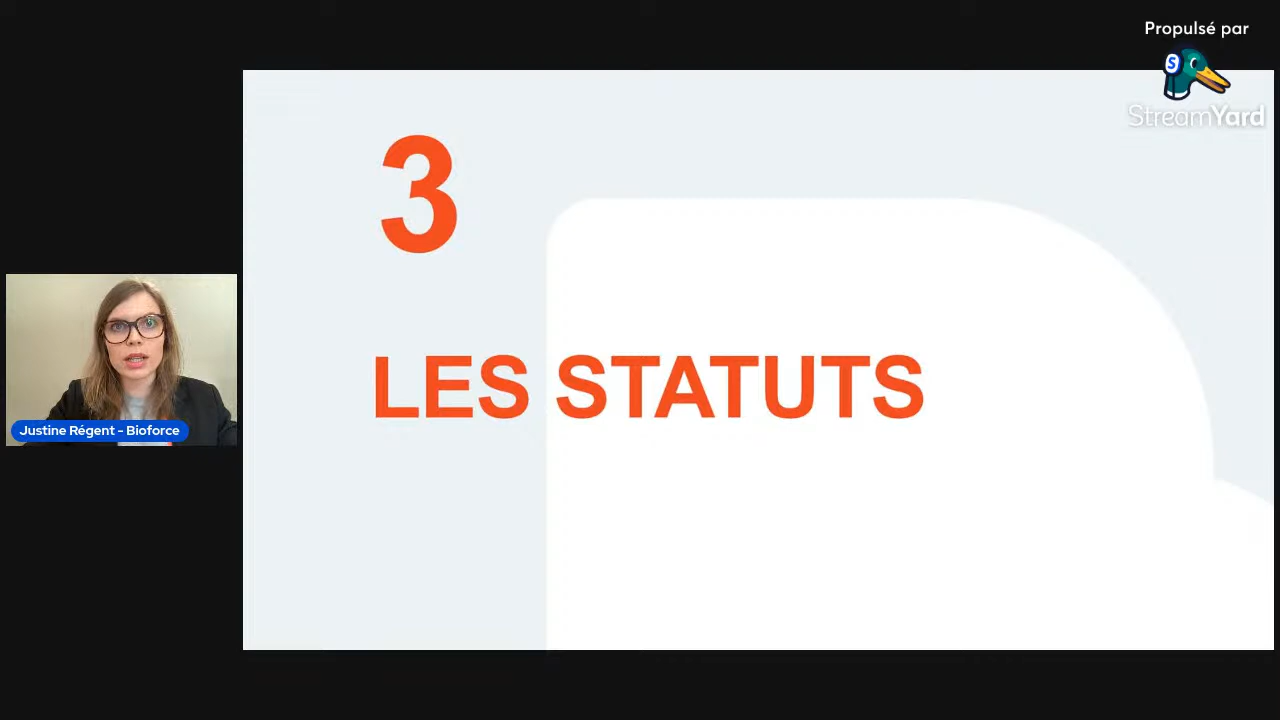 Propulsé par
S
StreamYard
3
LES STATUTS
Justine Régent - Bioforce